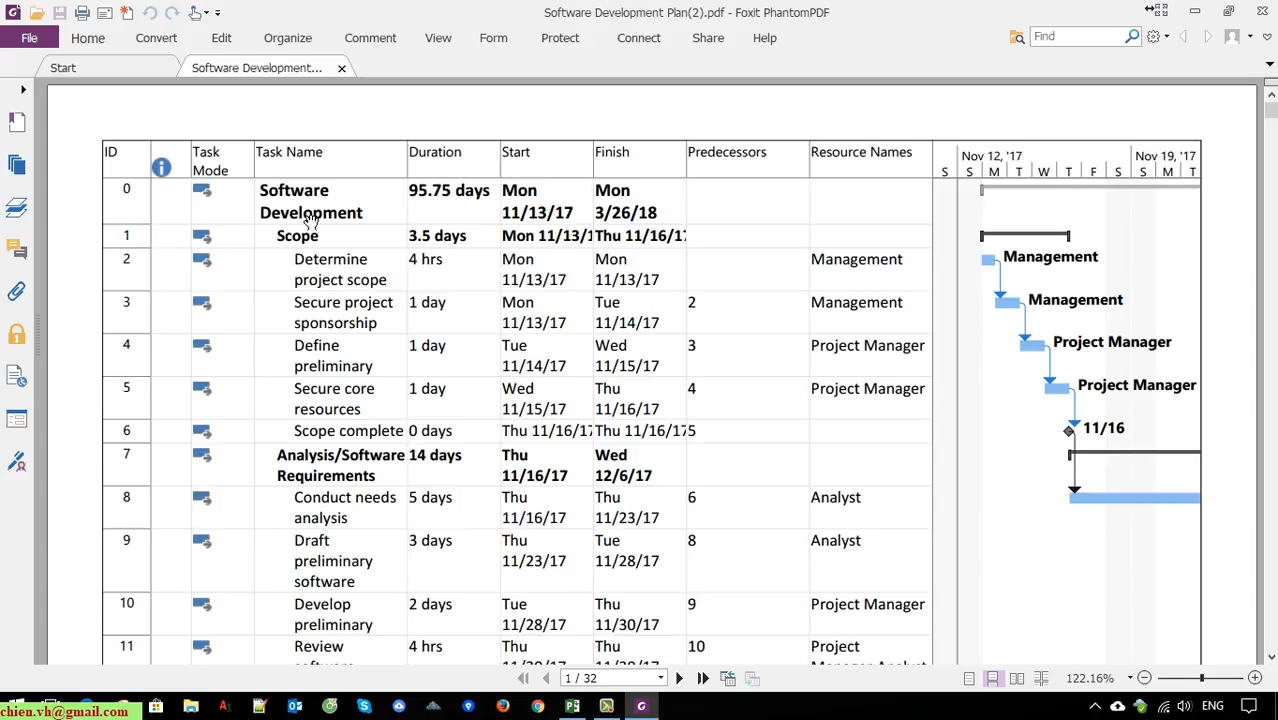 Software Development Plan(2).pdf - Foxit PhantomPDF
File Home Convert Edit Organize Comment View Form Protect Connect Share Help Find
Start Software Development... ×
ID Task Mode Task Name Duration Start Finish Predecessors Resource Names Nov 12, '17 Nov 19, '17
S S M T W T F S S M T
0 Software Development 95.75 days Mon 11/13/17 Mon 3/26/18
1 Scope 3.5 days Mon 11/13/1 Thu 11/16/17
2 Determine project scope 4 hrs Mon 11/13/17 Mon 11/13/17 Management Management
3 Secure project sponsorship 1 day Mon 11/13/17 Tue 11/14/17 2 Management Management
4 Define preliminary 1 day Tue 11/14/17 Wed 11/15/17 3 Project Manager Project Manager
5 Secure core resources 1 day Wed 11/15/17 Thu 11/16/17 4 Project Manager Project Manager
6 Scope complete 0 days Thu 11/16/17 Thu 11/16/17 5 11/16
7 Analysis/Software Requirements 14 days Thu 11/16/17 Wed 12/6/17
8 Conduct needs analysis 5 days Thu 11/16/17 Thu 11/23/17 6 Analyst
9 Draft preliminary software 3 days Thu 11/23/17 Tue 11/28/17 8 Analyst
10 Develop preliminary 2 days Tue 11/28/17 Thu 11/30/17 9 Project Manager
11 Review 4 hrs Thu Thu 10 Project
1 / 32 122.16%
chien.vh@gmail.com ENG